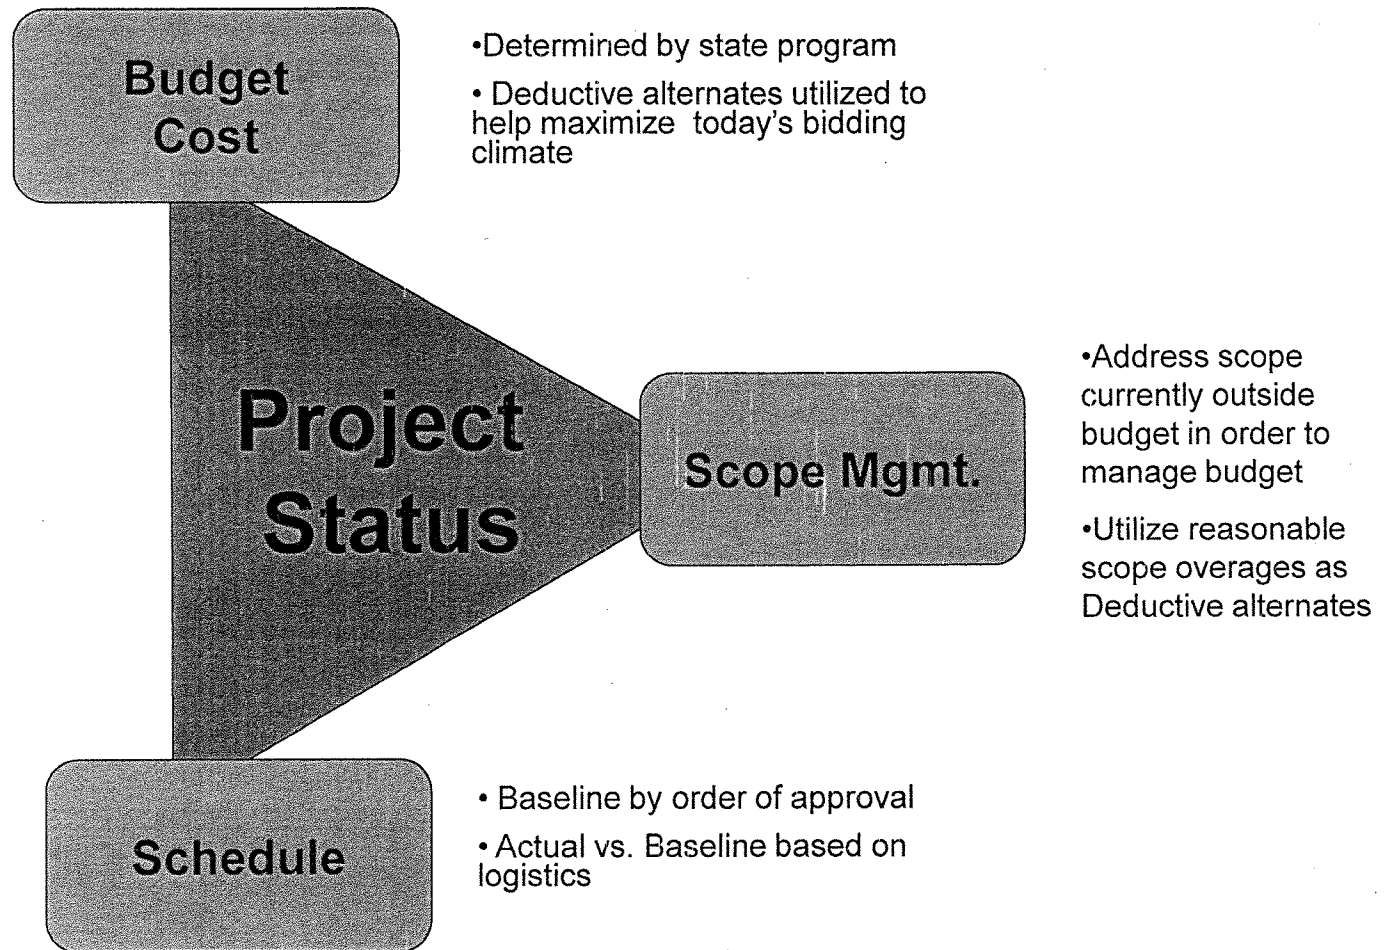 Budget
Cost
•Determined by state program
• Deductive alternates utilized to
help maximize today's bidding
climate
Project
Status
Scope Mgmt.
•Address scope
currently outside
budget in order to
manage budget
•Utilize reasonable
scope overages as
Deductive alternates
Schedule
• Baseline by order of approval
• Actual vs. Baseline based on
logistics